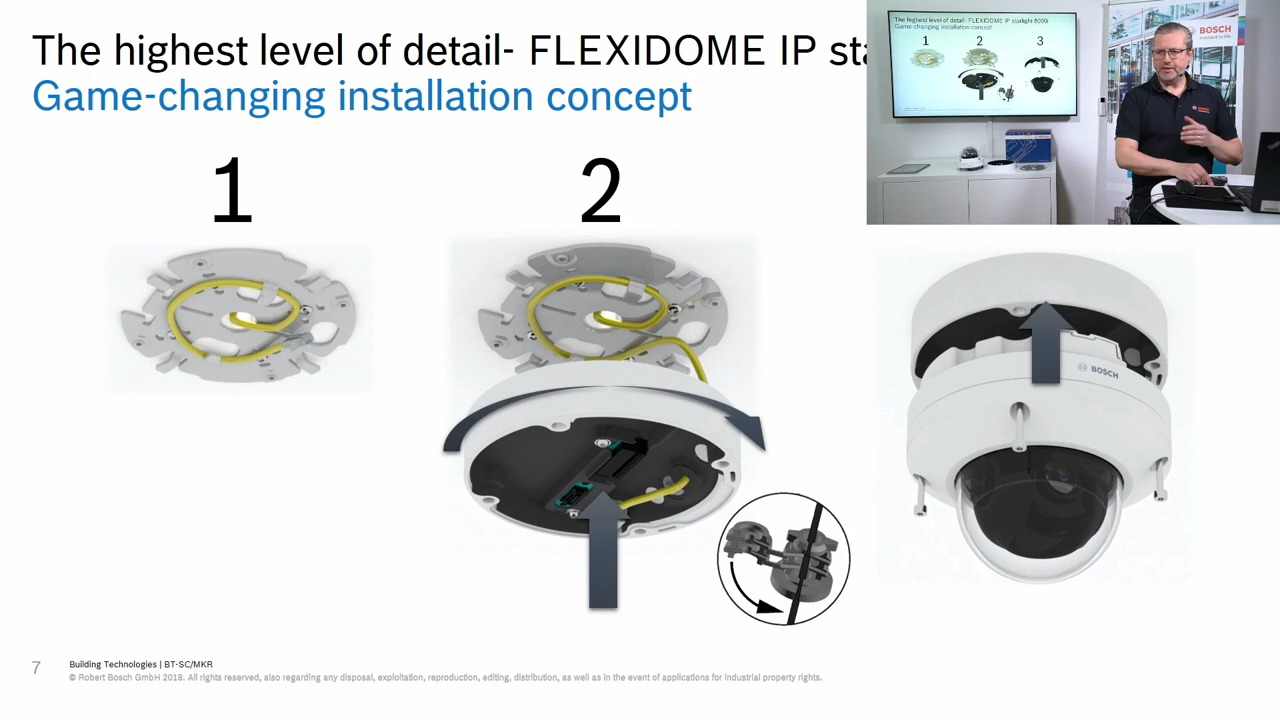 The highest level of detail- FLEXIDOME IP sta
Game-changing installation concept
The highest level of detail- FLEXIDOME IP starlight 8000i
Game-changing installation concept
1 2 3
BOSCH
1
2
BOSCH
7
Building Technologies | BT-SC/MKR
© Robert Bosch GmbH 2018. All rights reserved, also regarding any disposal, exploitation, reproduction, editing, distribution, as well as in the event of applications for industrial property rights.